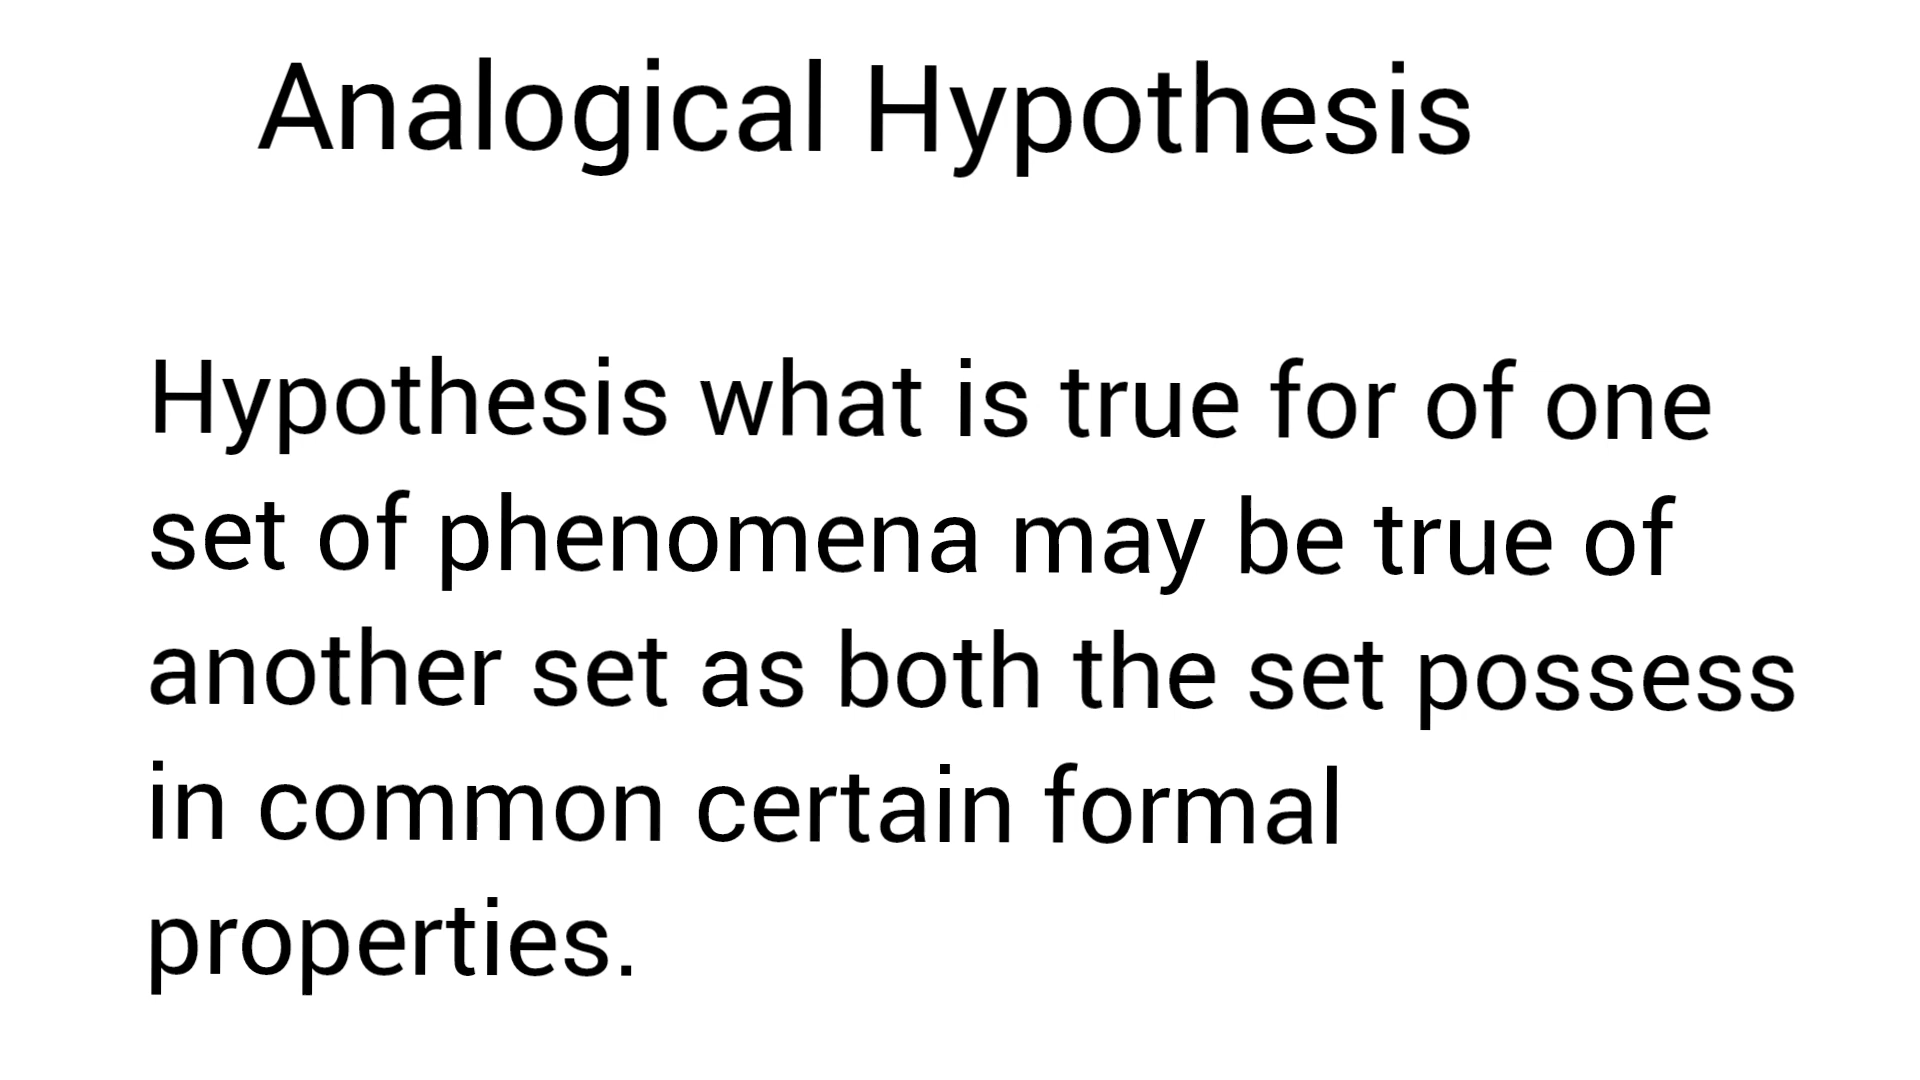 Analogical Hypothesis
Hypothesis what is true for of one
set of phenomena may be true of
another set as both the set possess
in common certain formal
properties.